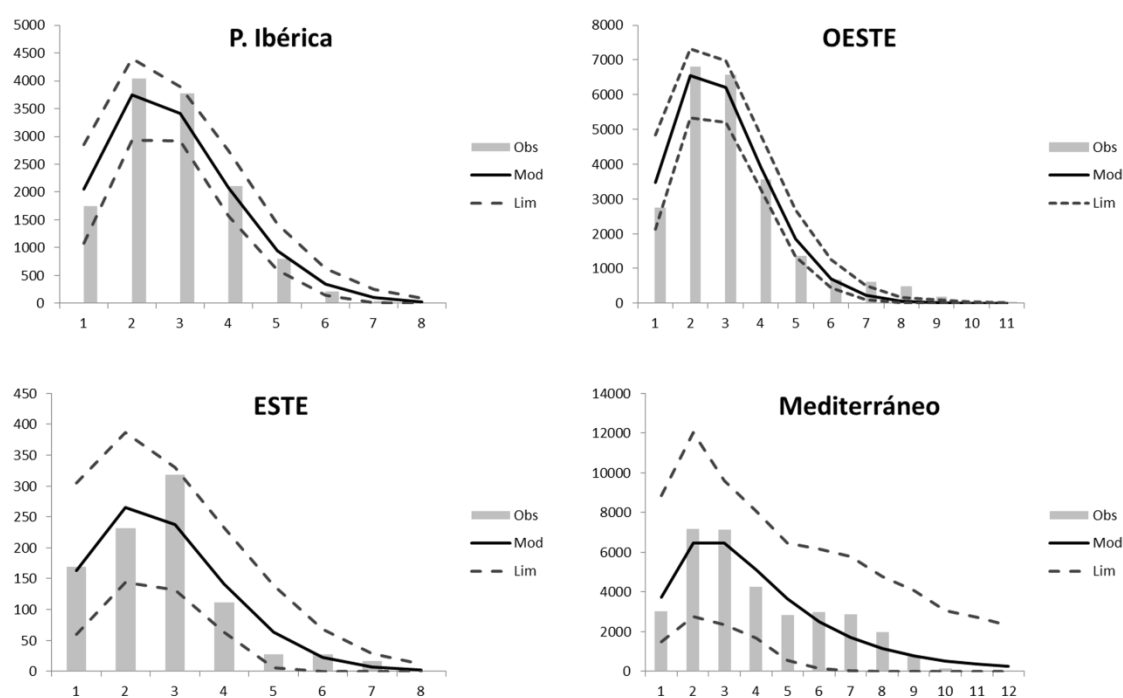 P. Ibérica
5000
4500
4000
3500
3000
2500
2000
1500
1000
500
0
1 2 3 4 5 6 7 8
Obs
Mod
Lim
OESTE
8000
7000
6000
5000
4000
3000
2000
1000
0
1 2 3 4 5 6 7 8 9 10 11
Obs
Mod
Lim
ESTE
450
400
350
300
250
200
150
100
50
0
1 2 3 4 5 6 7 8
Obs
Mod
Lim
Mediterráneo
14000
12000
10000
8000
6000
4000
2000
0
1 2 3 4 5 6 7 8 9 10 11 12
Obs
Mod
Lim